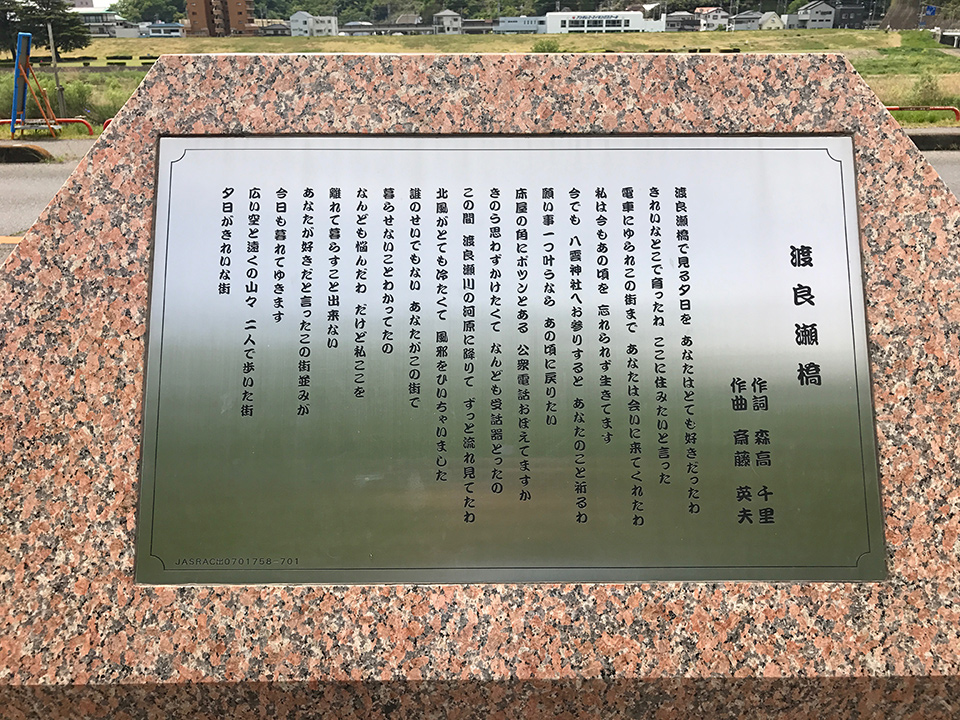 渡良瀬橋
作詞 森高 千里
作曲 斎藤 英夫
渡良瀬橋で見る夕日を あなたはとても好きだったわ
きれいなとこで育ったね ここに住みたいと言った
電車にゆられこの街まで あなたは会いに来てくれたわ
私は今もあの頃を 忘れられず生きてます
今でも 八雲神社へお参りすると あなたのこと祈るわ
願い事一つ叶うなら あの頃に戻りたい
床屋の角にポツンとある 公衆電話おぼえてますか
きのう思わずかけたくて なんども受話器とったの
この間 渡良瀬川の河原に降りて ずっと流れ見てたわ
北風がとても冷たくて 風邪をひいちゃいました
誰のせいでもない あなたがこの街で
暮らせないことわかってたの
なんども悩んだわ だけど私ここを
離れて暮らすこと出来ない
あなたが好きだと言ったこの街並みが
今日も暮れてゆきます
広い空と遠くの山々 二人で歩いた街
夕日がきれいな街
JASRAC出0701758-701